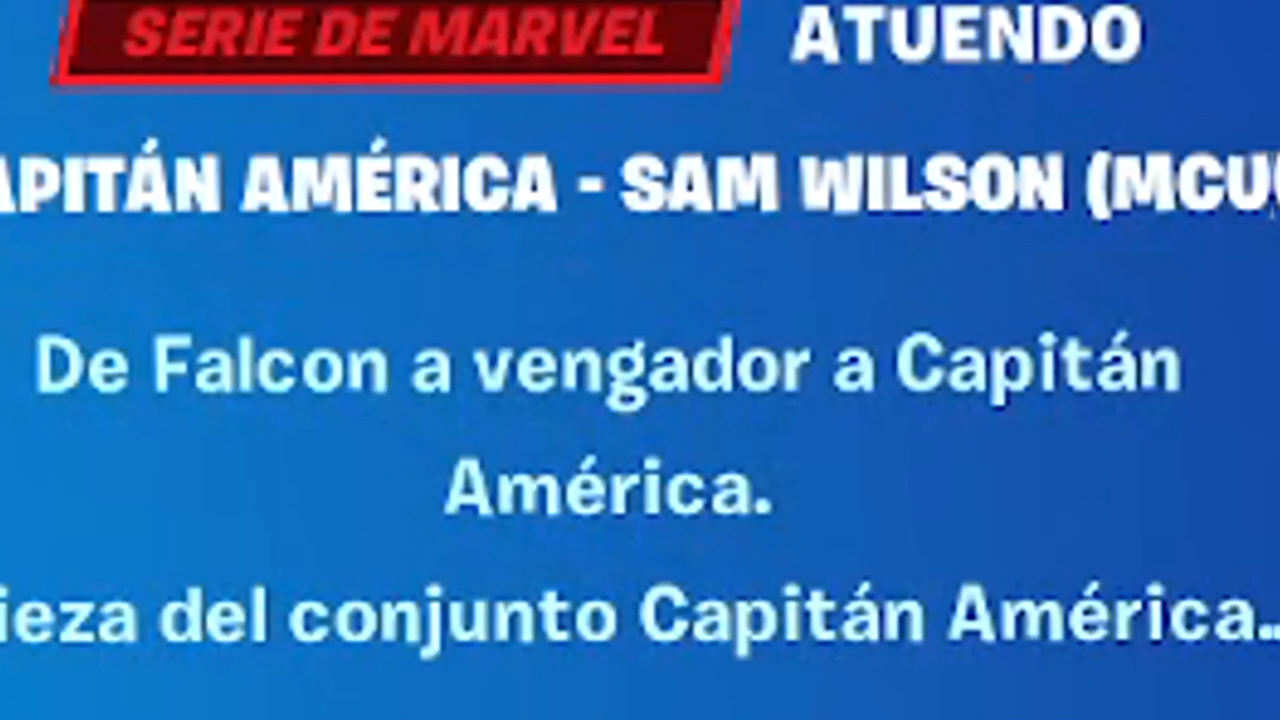 SERIE DE MARVEL ATUENDO
APITÁN AMÉRICA - SAM WILSON (MCU)
De Falcon a vengador a Capitán
América.
ieza del conjunto Capitán América..